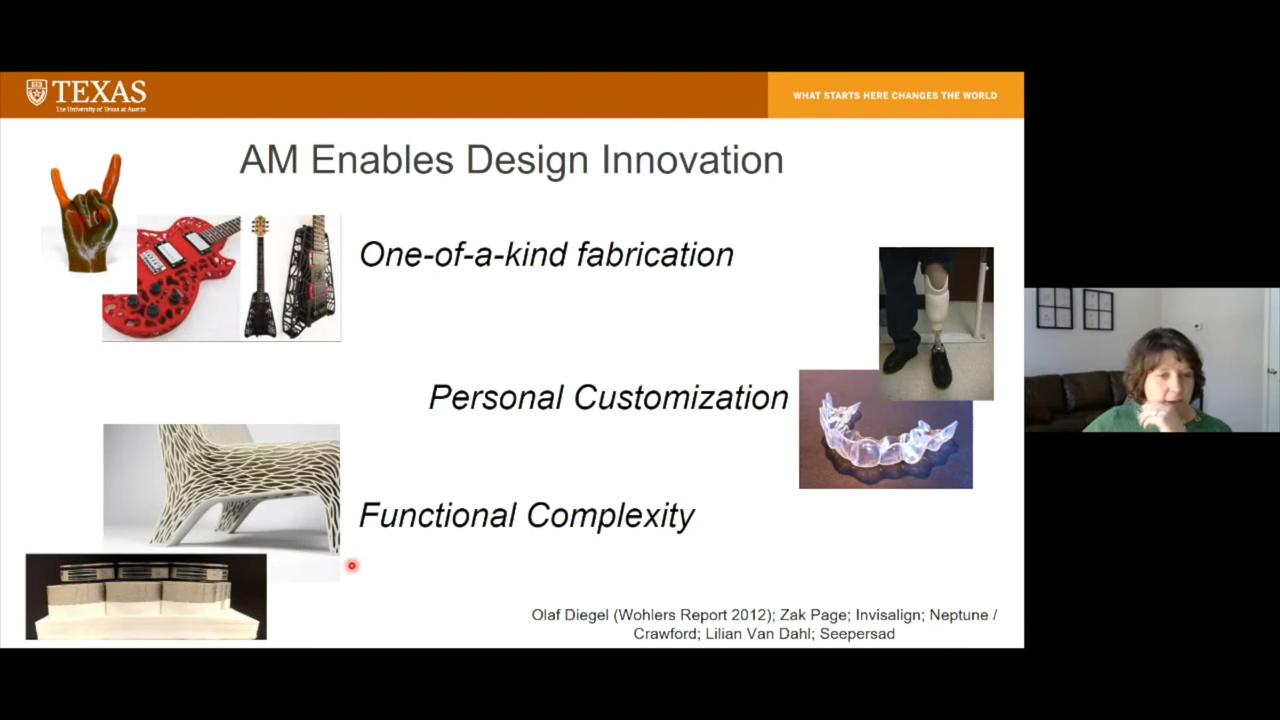 TEXAS
The University of Texas at Austin
WHAT STARTS HERE CHANGES THE WORLD
AM Enables Design Innovation
One-of-a-kind fabrication
Personal Customization
Functional Complexity
Olaf Diegel (Wohlers Report 2012); Zak Page; Invisalign; Neptune /
Crawford; Lilian Van Dahl; Seepersad